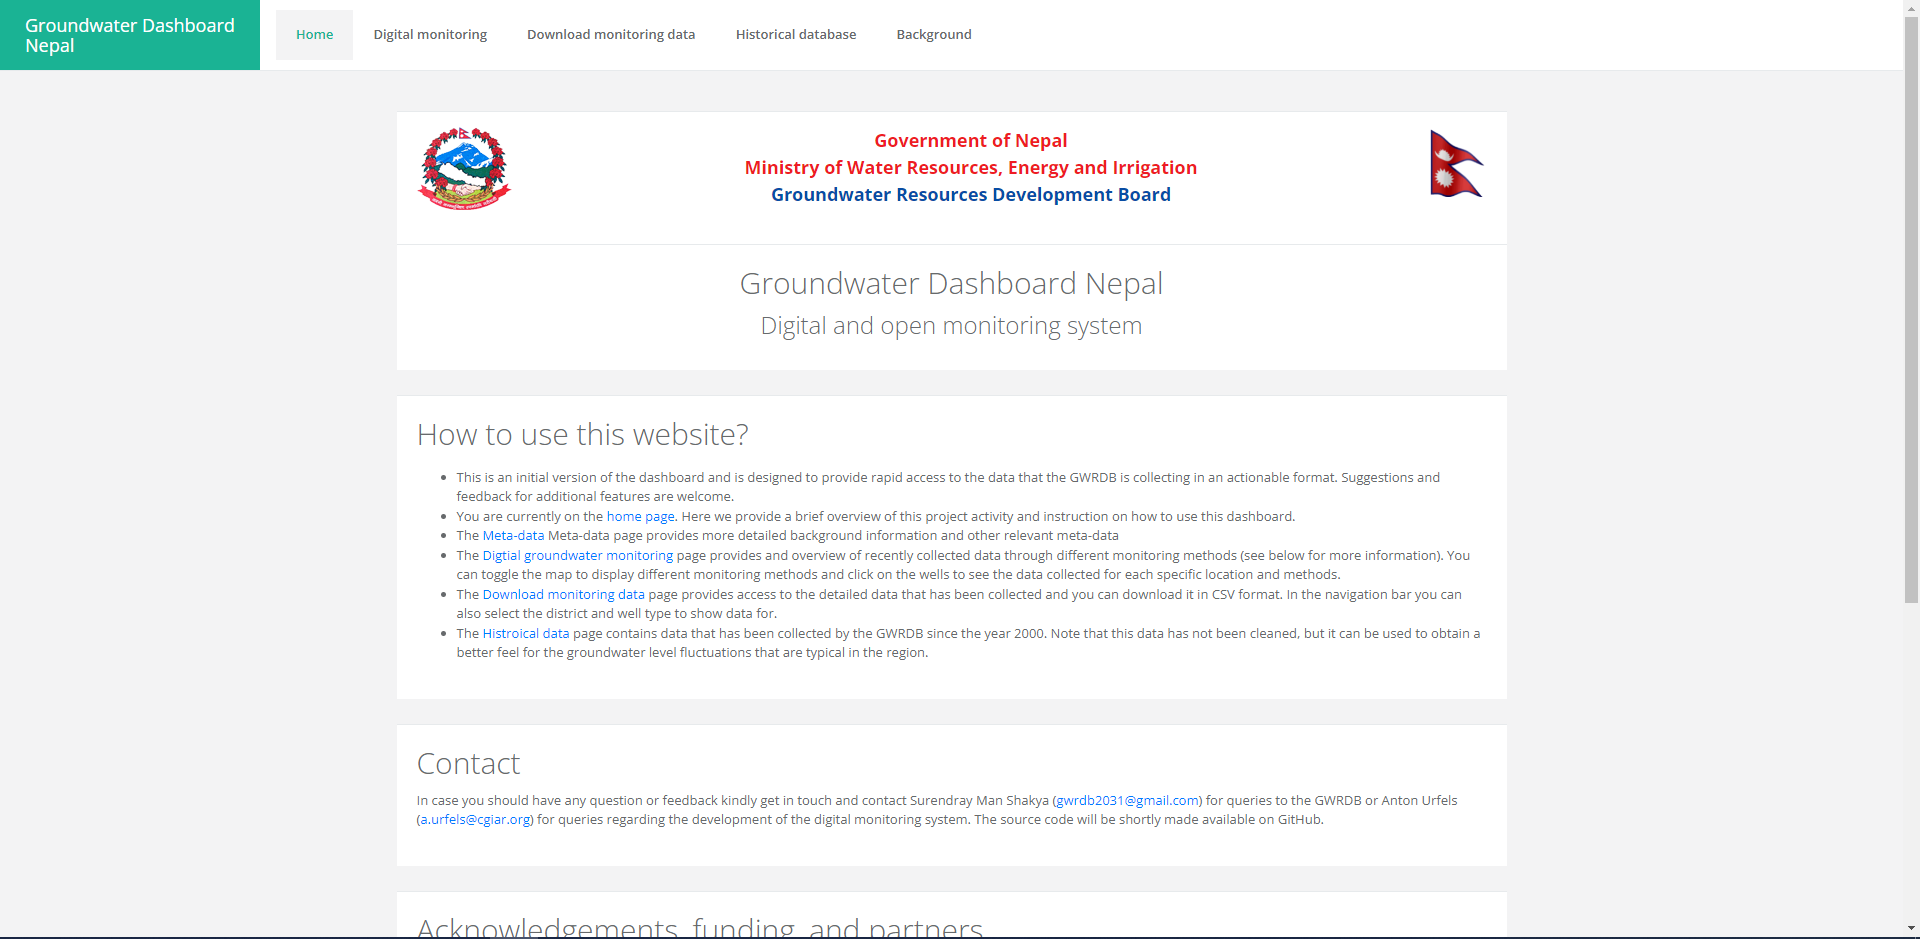 Groundwater Dashboard
Nepal
Home
Digital monitoring
Download monitoring data
Historical database
Background
Government of Nepal
Ministry of Water Resources, Energy and Irrigation
Groundwater Resources Development Board
Groundwater Dashboard Nepal
Digital and open monitoring system
How to use this website?
This is an initial version of the dashboard and is designed to provide rapid access to the data that the GWRDB is collecting in an actionable format. Suggestions and
feedback for additional features are welcome.
You are currently on the home page. Here we provide a brief overview of this project activity and instruction on how to use this dashboard.
The Meta-data Meta-data page provides more detailed background information and other relevant meta-data
The Digtial groundwater monitoring page provides and overview of recently collected data through different monitoring methods (see below for more information). You
can toggle the map to display different monitoring methods and click on the wells to see the data collected for each specific location and methods.
The Download monitoring data page provides access to the detailed data that has been collected and you can download it in CSV format. In the navigation bar you can
also select the district and well type to show data for.
The Histroical data page contains data that has been collected by the GWRDB since the year 2000. Note that this data has not been cleaned, but it can be used to obtain a
better feel for the groundwater level fluctuations that are typical in the region.
Contact
In case you should have any question or feedback kindly get in touch and contact Surendray Man Shakya (gwrdb2031@gmail.com) for queries to the GWRDB or Anton Urfels
(a.urfels@cgiar.org) for queries regarding the development of the digital monitoring system. The source code will be shortly made available on GitHub.
Acknowledgements, funding, and partners